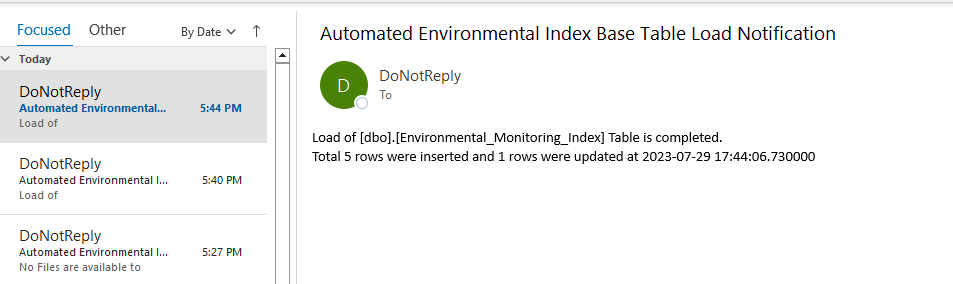 Focused Other By Date
Today
DoNotReply
Automated Environmental... 5:44 PM
Load of
DoNotReply
Automated Environmental I... 5:40 PM
Load of
DoNotReply
Automated Environmental I... 5:27 PM
No Files are available to
Automated Environmental Index Base Table Load Notification
D
DoNotReply
To
Load of [dbo].[Environmental_Monitoring_Index] Table is completed.
Total 5 rows were inserted and 1 rows were updated at 2023-07-29 17:44:06.730000